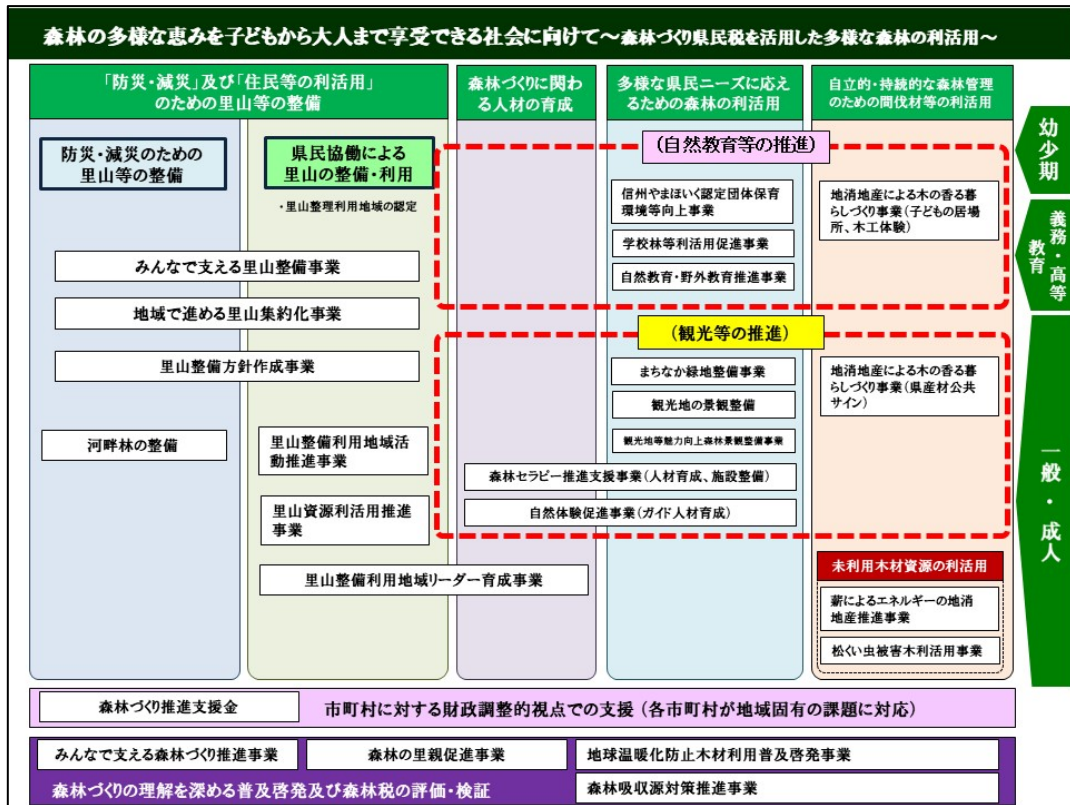 森林の多様な恵みを子どもから大人まで享受できる社会に向けて～森林づくり県民税を活用した多様な森林の利活用～
「防災・減災」及び「住民等の利活用」
のための里山等の整備
森林づくりに関わ
る人材の育成
多様な県民ニーズに応え
るための森林の利活用
自立的・持続的な森林管理
のための間伐材等の利活用
幼少期
防災・減災のための
里山等の整備
県民協働による
里山の整備・利用
・里山整理利用地域の認定
(自然教育等の推進)
信州やまほいく認定団体保育
環境等向上事業
学校林等利活用促進事業
自然教育・野外教育推進事業
地消地産による木の香る暮
らしづくり事業(子どもの居場
所、木工体験)
義務・高等
教育
みんなで支える里山整備事業
地域で進める里山集約化事業
里山整備方針作成事業
(観光等の推進)
まちなか緑地整備事業
観光地の景観整備
観光地等魅力向上森林景観整備事業
地消地産による木の香る暮
らしづくり事業(県産材公共
サイン)
一般・成人
河畔林の整備
里山整備利用地域活
動推進事業
里山資源利活用推進
事業
森林セラピー推進支援事業(人材育成、施設整備)
自然体験促進事業(ガイド人材育成)
里山整備利用地域リーダー育成事業
未利用木材資源の利活用
薪によるエネルギーの地消
地産推進事業
松くい虫被害木利活用事業
森林づくり推進支援金
市町村に対する財政調整的視点での支援(各市町村が地域固有の課題に対応)
みんなで支える森林づくり推進事業
森林の里親促進事業
地球温暖化防止木材利用普及啓発事業
森林づくりの理解を深める普及啓発及び森林税の評価・検証
森林吸収源対策推進事業